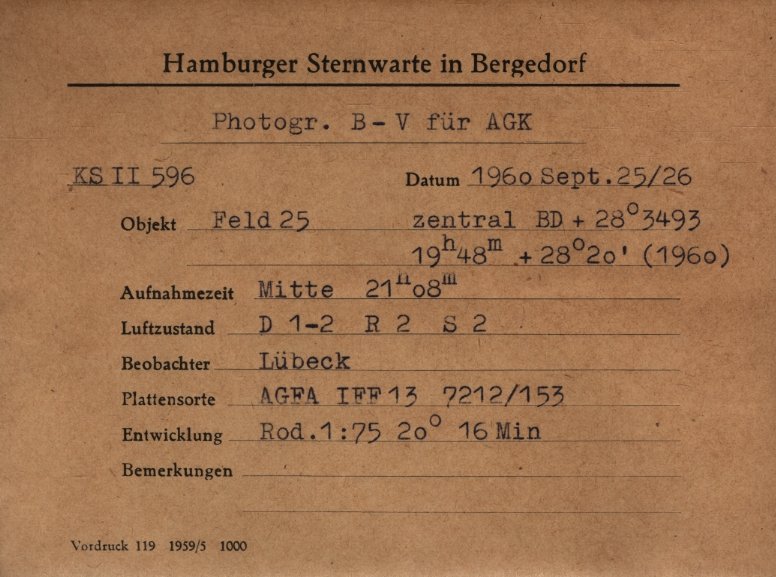 Hamburger Sternwarte in Bergedorf
Photogr. B-V für AGK
KS II 596 Datum 1960 Sept.25/26
Objekt Feld 25 zentral BD + 28°3493
19h48m +28°20' (1960)
Aufnahmezeit Mitte 21h08m
Luftzustand D 1-2 R 2 S 2
Beobachter Lübeck
Plattensorte AGFA IFF13 7212/153
Entwicklung Rod.1:75 20° 16 Min
Bemerkungen
Vordruck 119 1959/5 1000